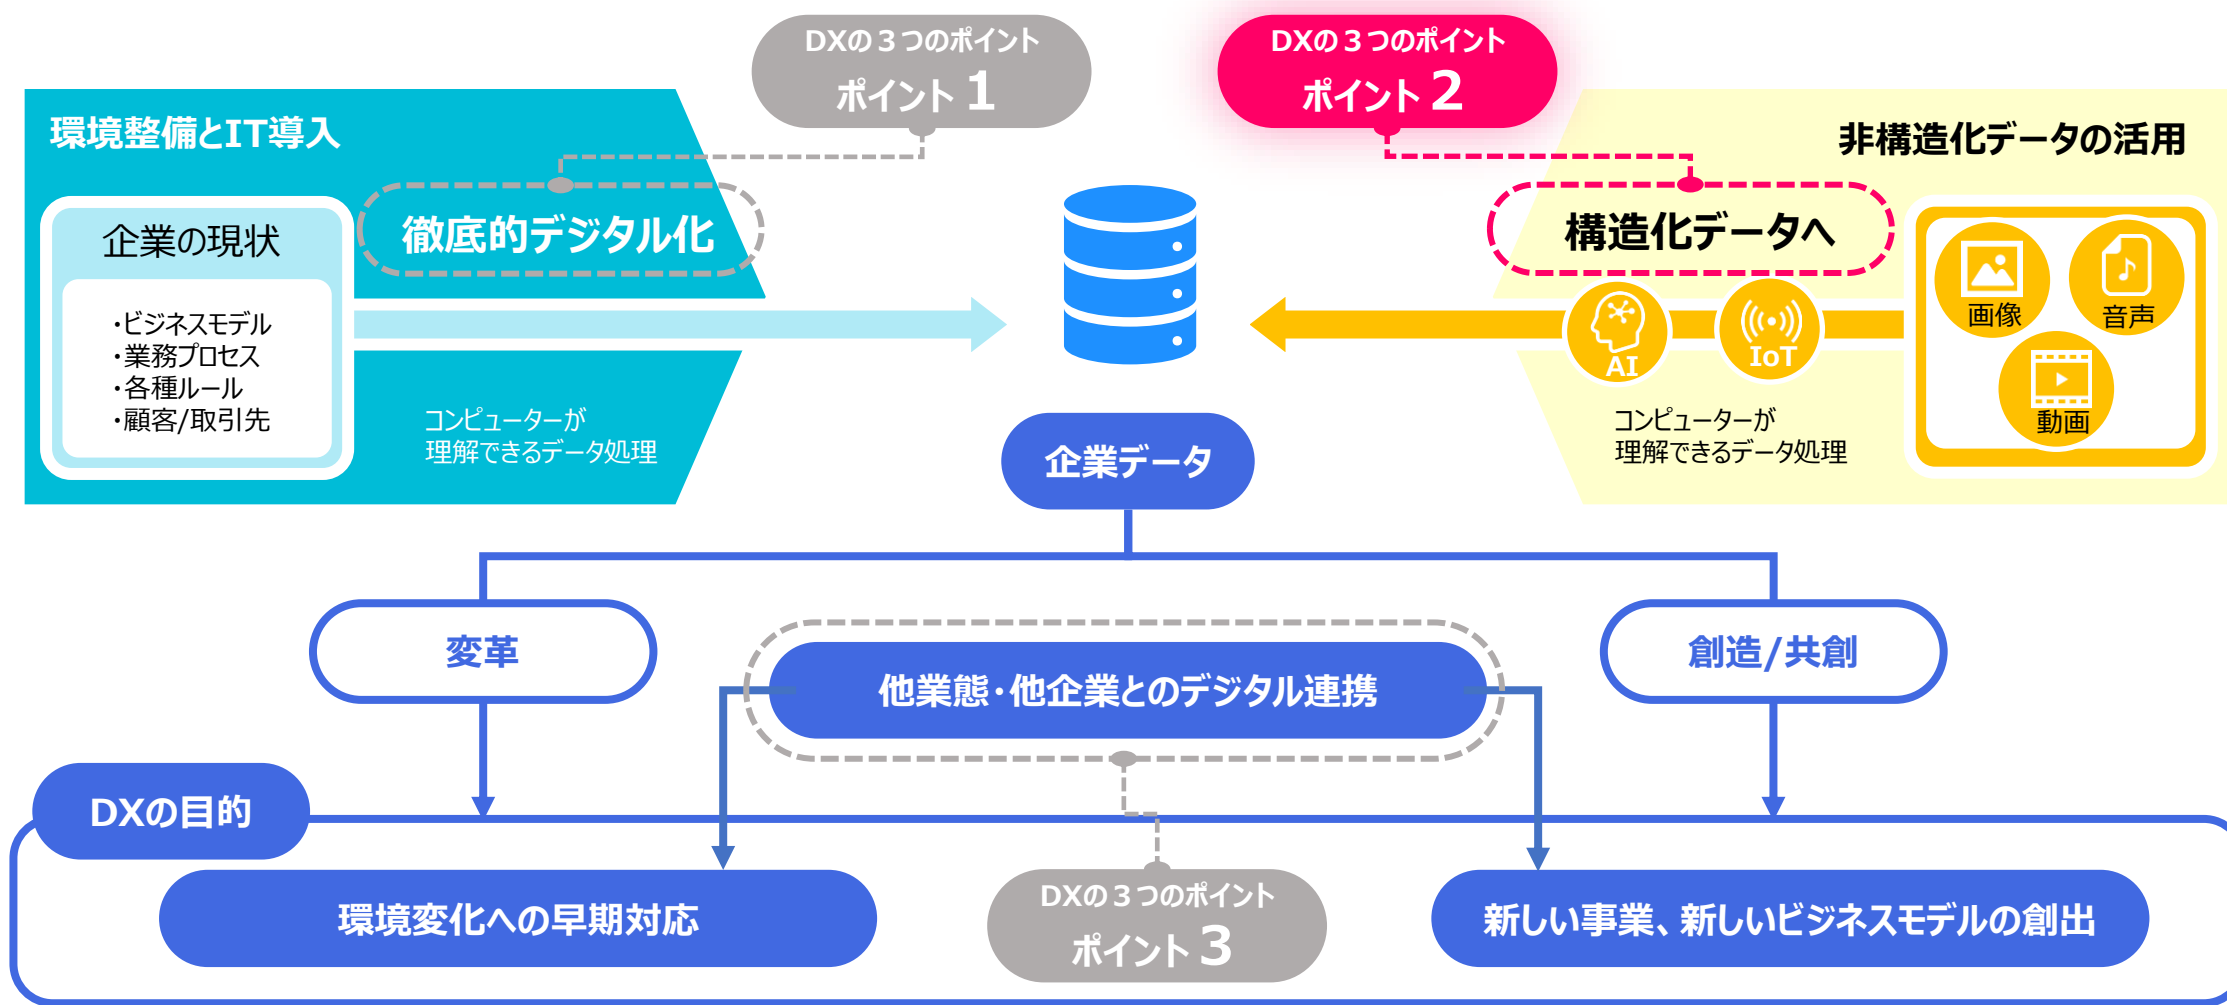 DXの３つのポイント
ポイント 1
DXの３つのポイント
ポイント 2
環境整備とIT導入
非構造化データの活用
企業の現状
徹底的デジタル化
構造化データへ
・ビジネスモデル
・業務プロセス
・各種ルール
・顧客/取引先
画像
音声
動画
AI
IoT
コンピューターが
理解できるデータ処理
コンピューターが
理解できるデータ処理
企業データ
変革
創造/共創
他業態・他企業とのデジタル連携
DXの目的
環境変化への早期対応
DXの３つのポイント
ポイント 3
新しい事業、新しいビジネスモデルの創出